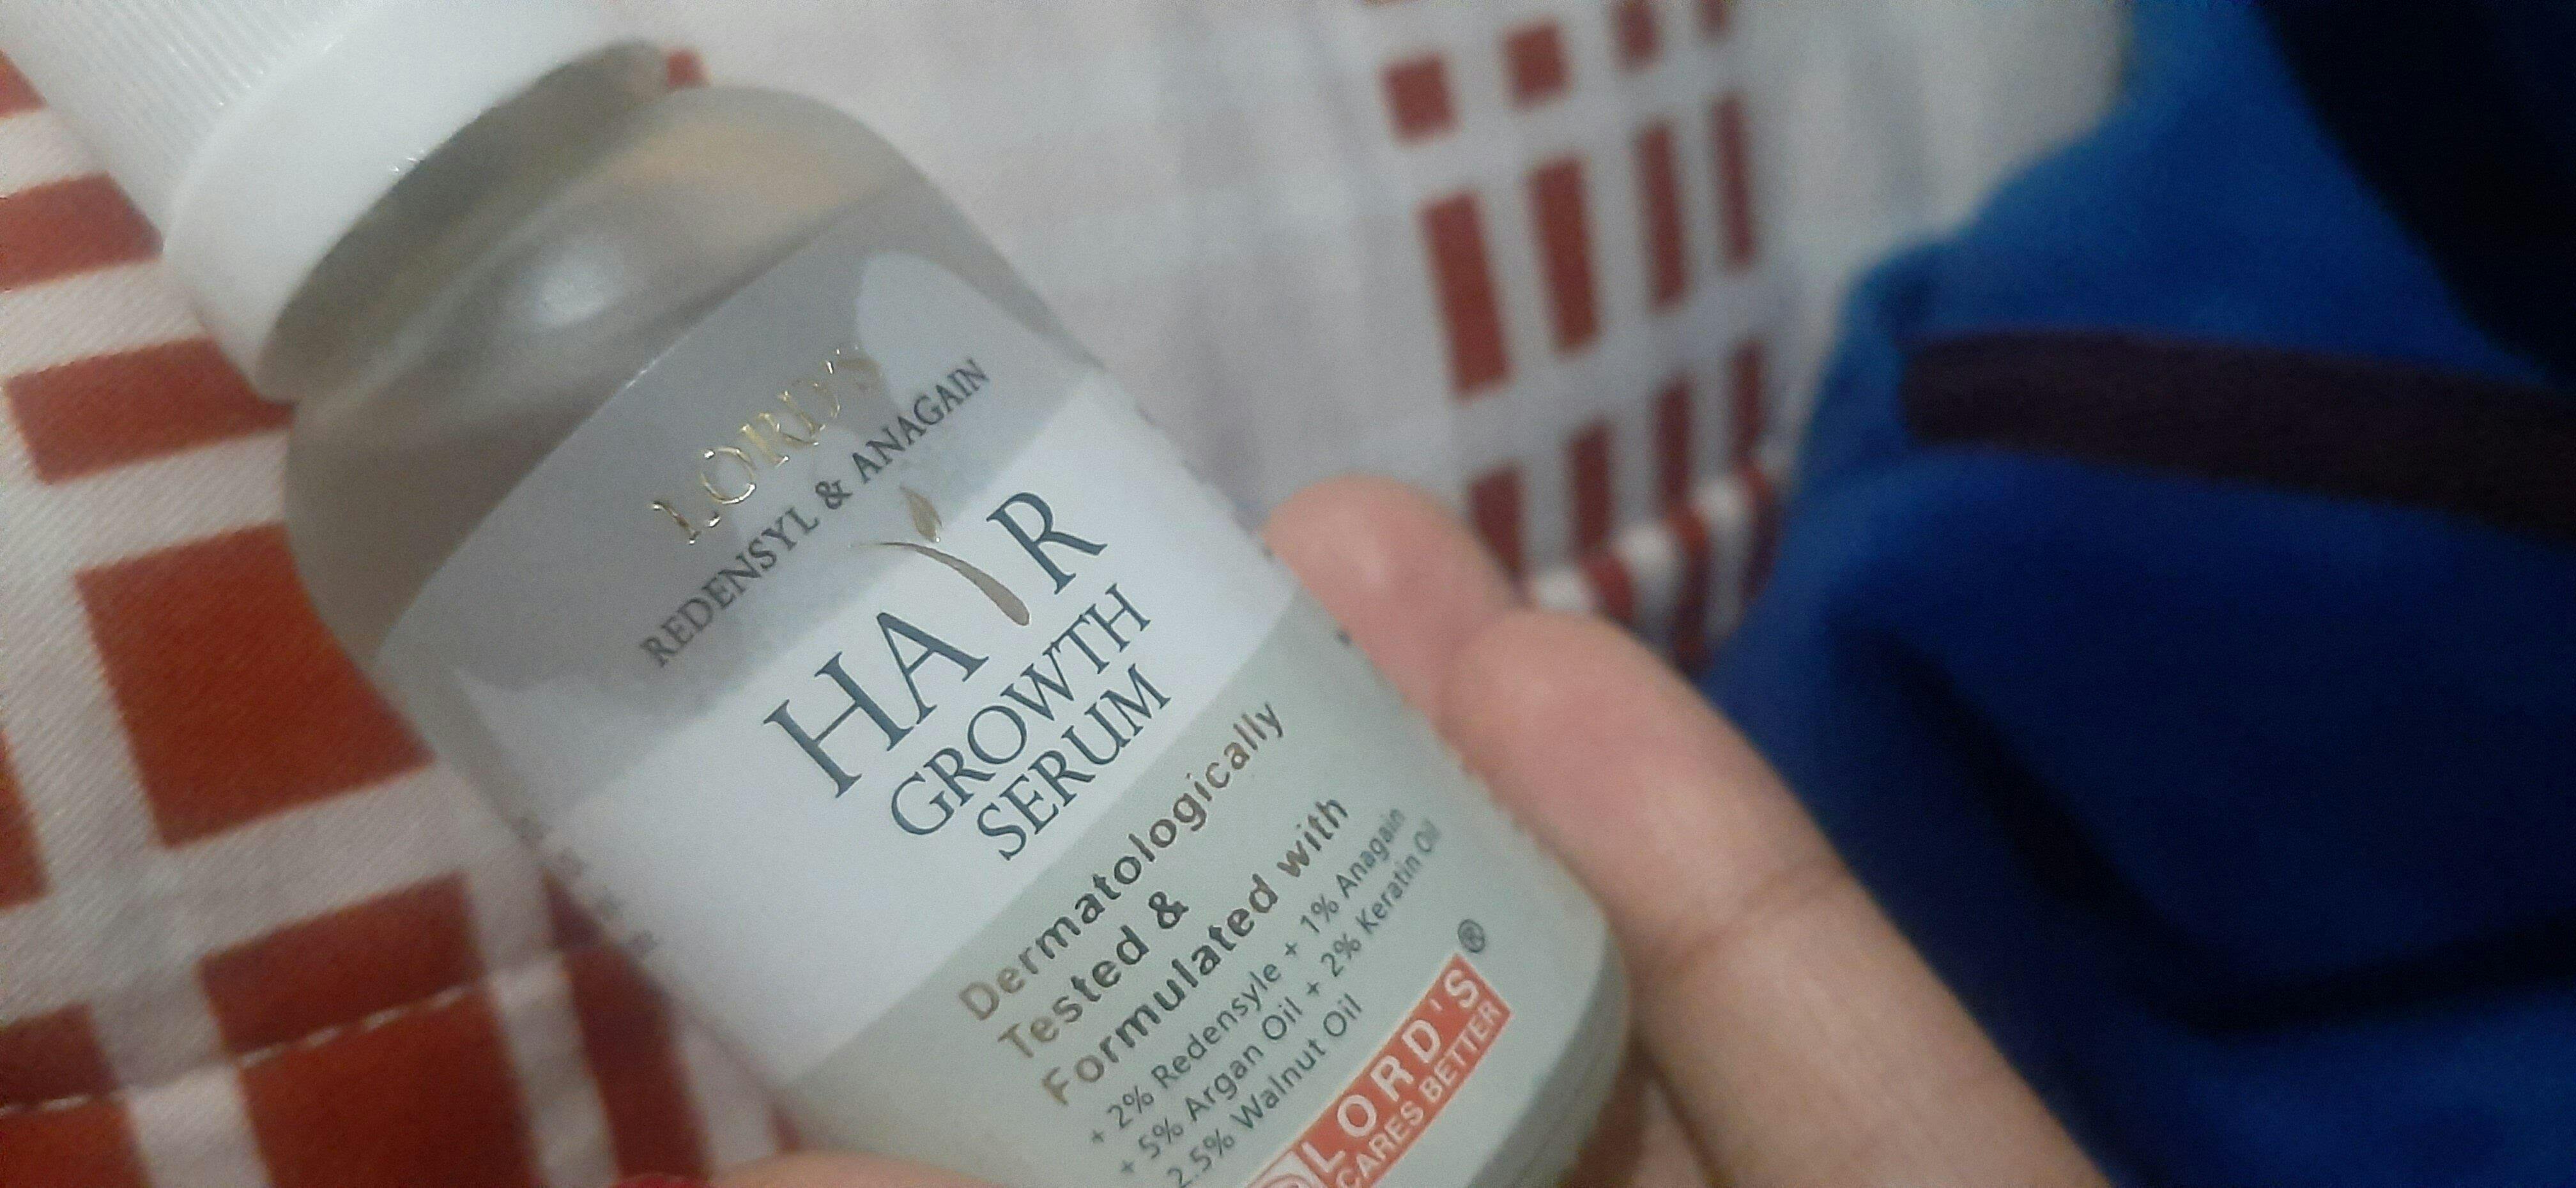 LORD'S
REDENSYL & ANAGAIN
HAIR
GROWTH
SERUM
Dermatologically
Tested &
Formulated with
+ 2% Redensyle + 1% Anagain
+ 5% Argan Oil + 2% Keratin Oil
2.5% Walnut Oil
LORD'S ®
CARES BETTER